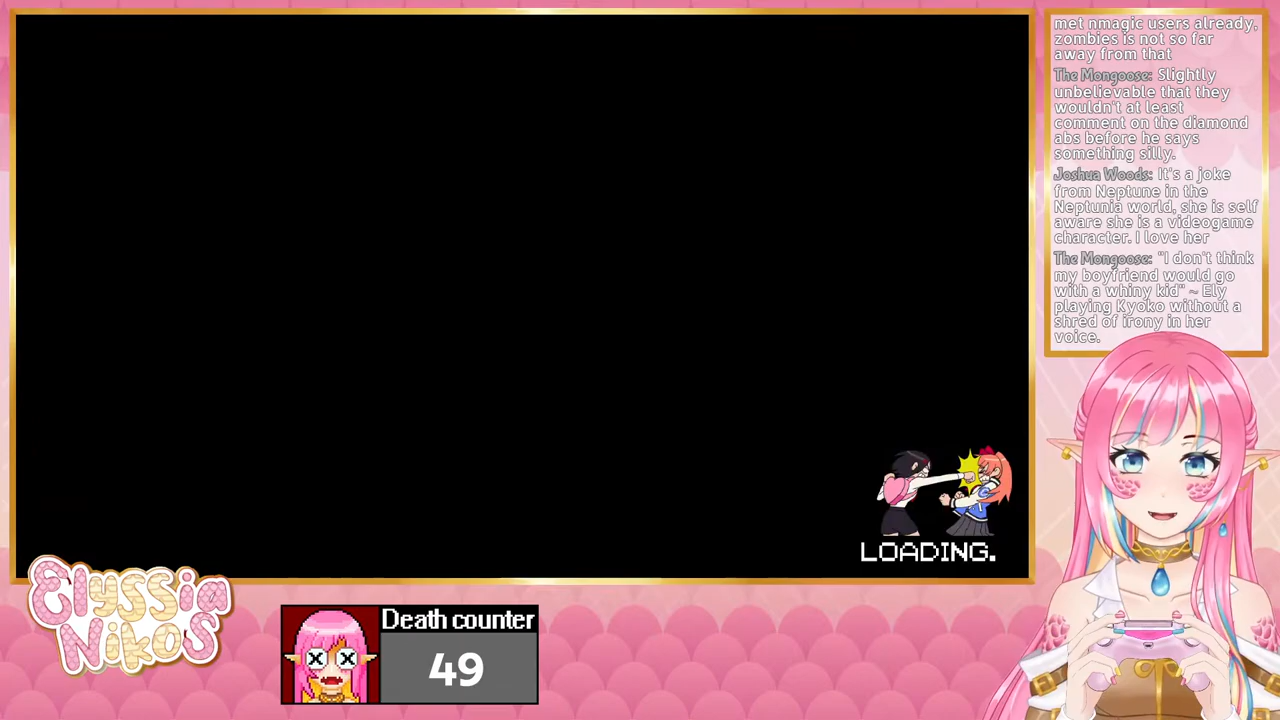 met nmagic users already,
zombies is not so far
away from that
The Mongoose: Slightly
unbelievable that they
wouldn't at least
comment on the diamond
abs before he says
something silly.
Joshua Woods: It's a joke
from Neptune in the
Neptunia world, she is self
aware she is a videogame
character. I love her
The Mongoose: "I don't think
my boyfriend would go
with a whiny kid" ~ Ely
playing Kyoko without a
shred of irony in her
voice.
LOADING.
Elyssia
Nikos
Death counter
49